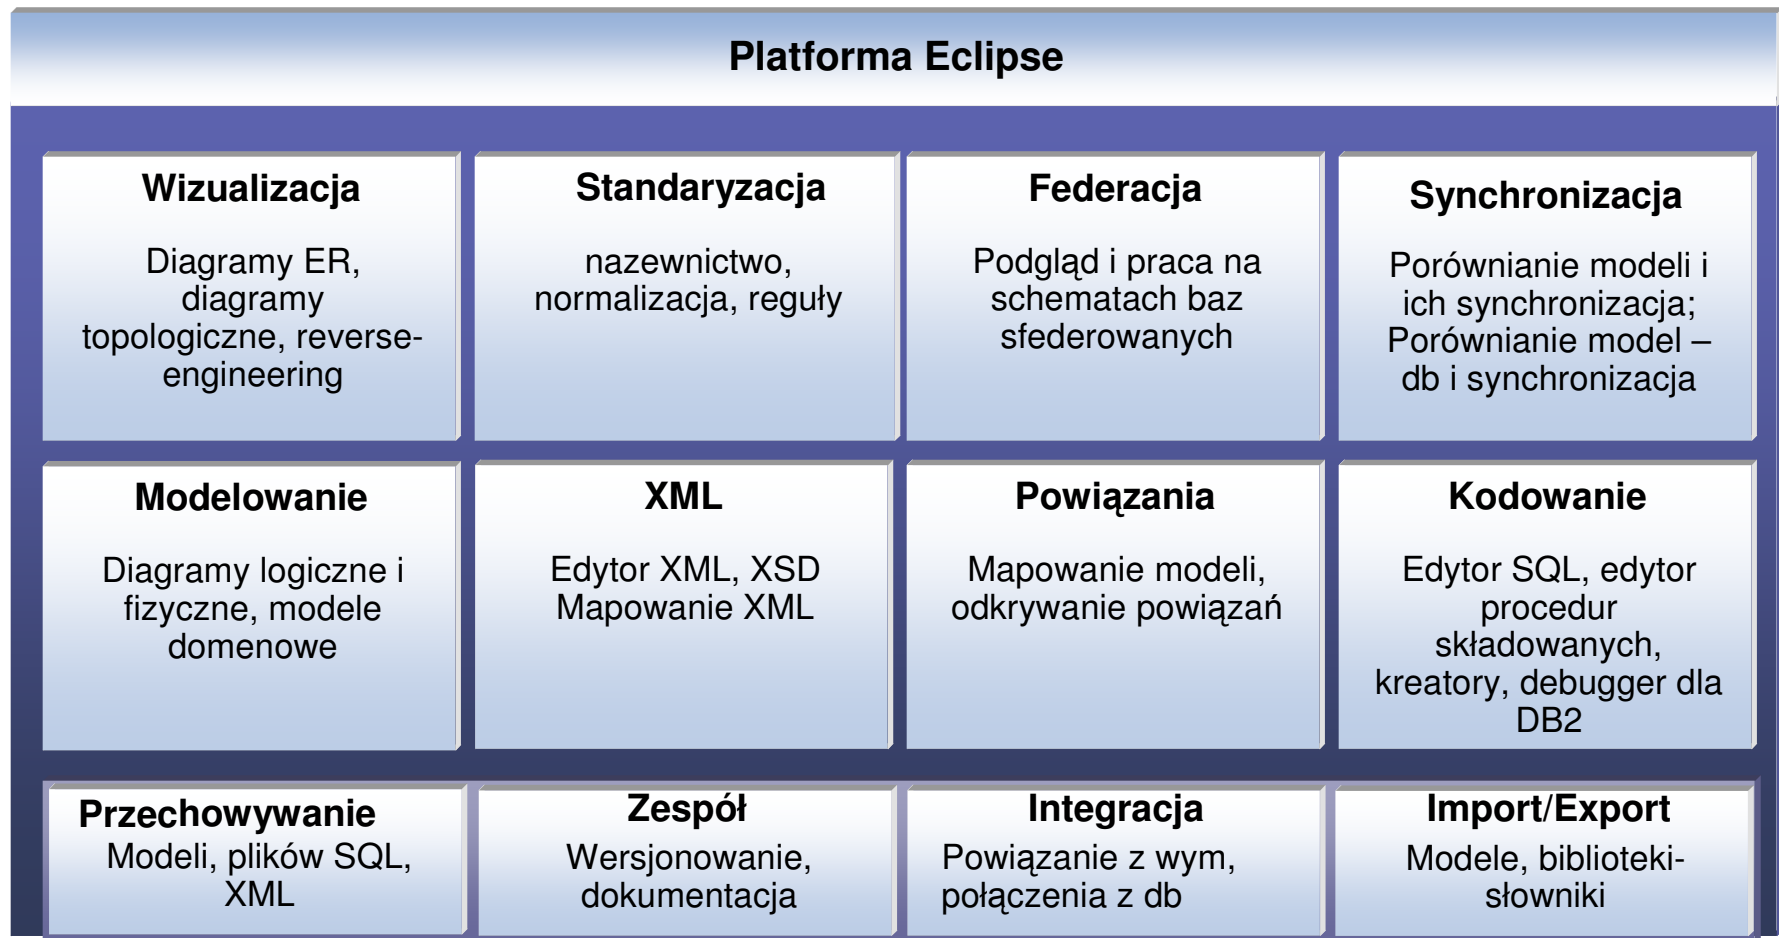 Platforma Eclipse
Wizualizacja
Diagramy ER,
diagramy
topologiczne, reverse-
engineering
Standaryzacja
nazewnictwo,
normalizacja, reguły
Federacja
Podgląd i praca na
schematach baz
sfederowanych
Synchronizacja
Porównianie modeli i
ich synchronizacja;
Porównianie model –
db i synchronizacja
Modelowanie
Diagramy logiczne i
fizyczne, modele
domenowe
XML
Edytor XML, XSD
Mapowanie XML
Powiązania
Mapowanie modeli,
odkrywanie powiązań
Kodowanie
Edytor SQL, edytor
procedur
składowanych,
kreatory, debugger dla
DB2
Przechowywanie
Modeli, plików SQL,
XML
Zespół
Wersjonowanie,
dokumentacja
Integracja
Powiązanie z wym,
połączenia z db
Import/Export
Modele, biblioteki-
słowniki